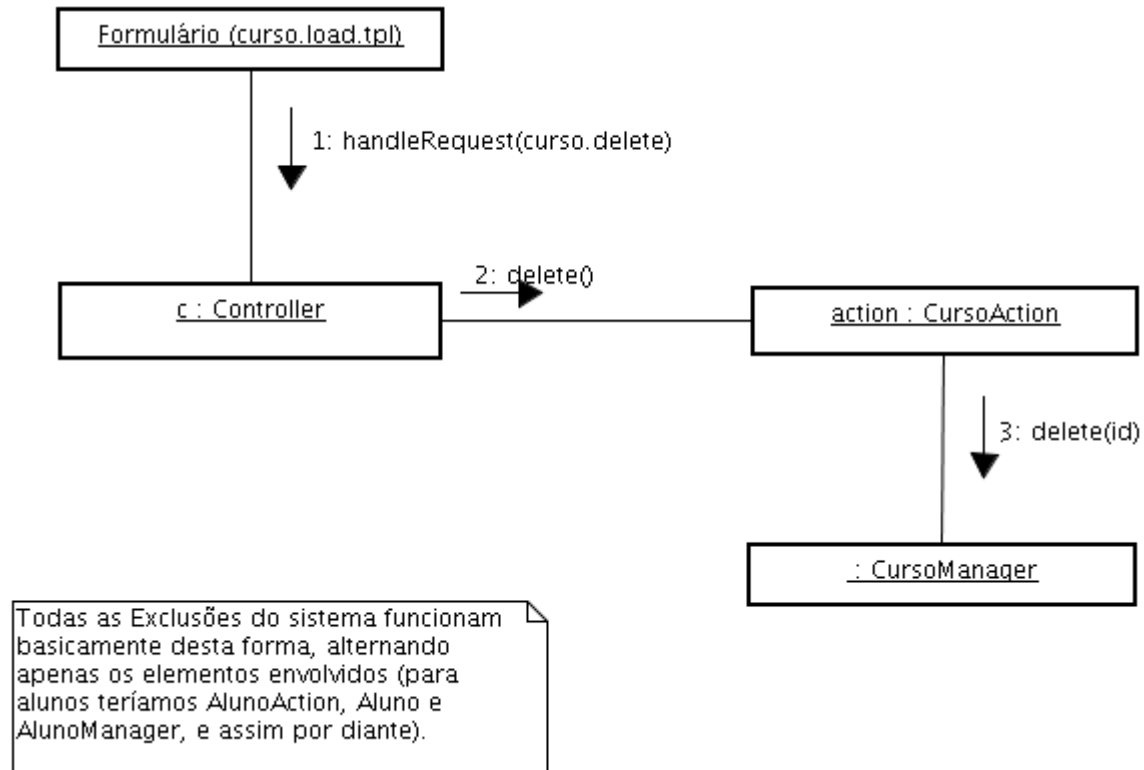 Formulário (curso.load.tpl)
1: handleRequest(curso.delete)
2: delete()
c : Controller
action : CursoAction
3: delete(id)
: CursoManager
Todas as Exclusões do sistema funcionam
basicamente desta forma, alternando
apenas os elementos envolvidos (para
alunos teríamos AlunoAction, Aluno e
AlunoManager, e assim por diante).